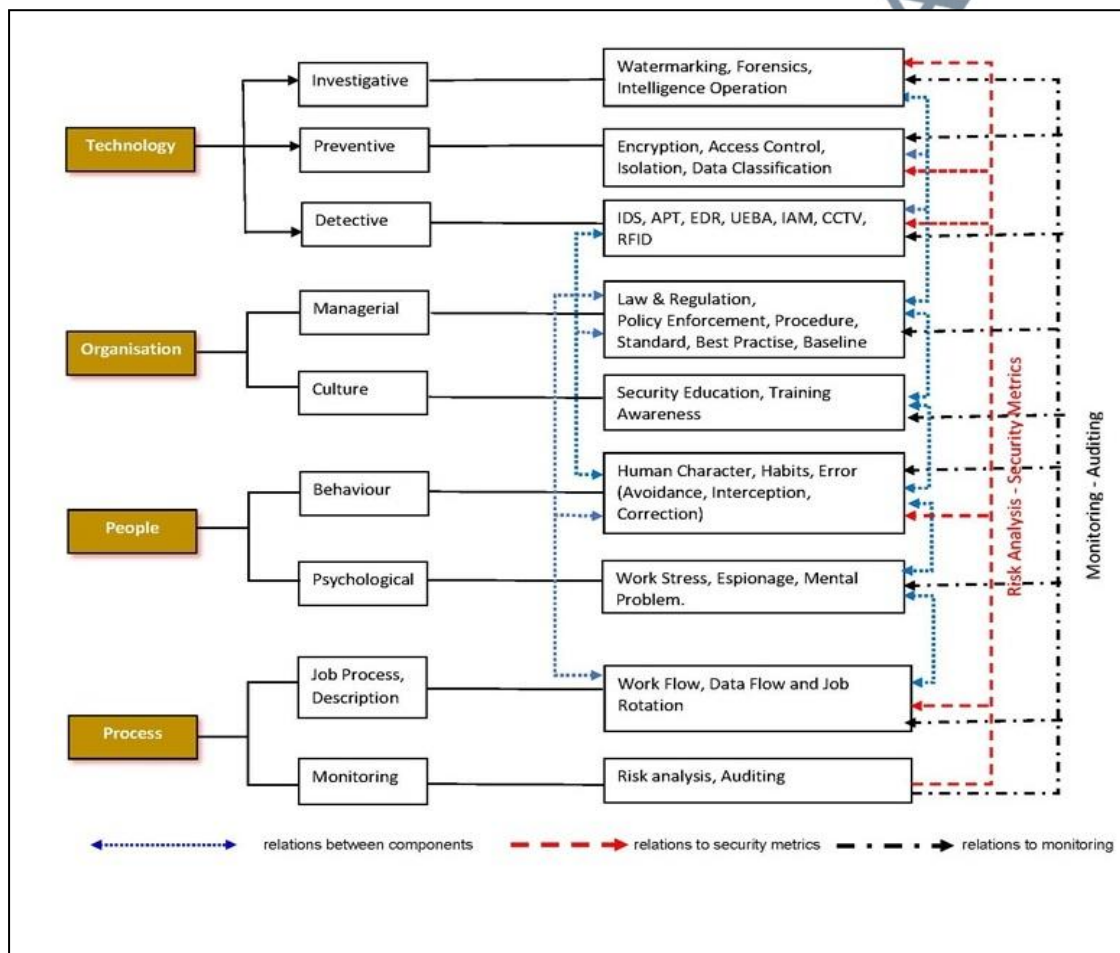 Technology
Investigative
Watermarking, Forensics,
Intelligence Operation
Preventive
Encryption, Access Control,
Isolation, Data Classification
Detective
IDS, APT, EDR, UEBA, IAM, CCTV,
RFID
Organisation
Managerial
Law & Regulation,
Policy Enforcement, Procedure,
Standard, Best Practise, Baseline
Culture
Security Education, Training
Awareness
People
Behaviour
Human Character, Habits, Error
(Avoidance, Interception,
Correction)
Psychological
Work Stress, Espionage, Mental
Problem.
Process
Job Process,
Description
Work Flow, Data Flow and Job
Rotation
Monitoring
Risk analysis, Auditing
Risk Analysis - Security Metrics
Monitoring - Auditing
relations between components
relations to security metrics
relations to monitoring